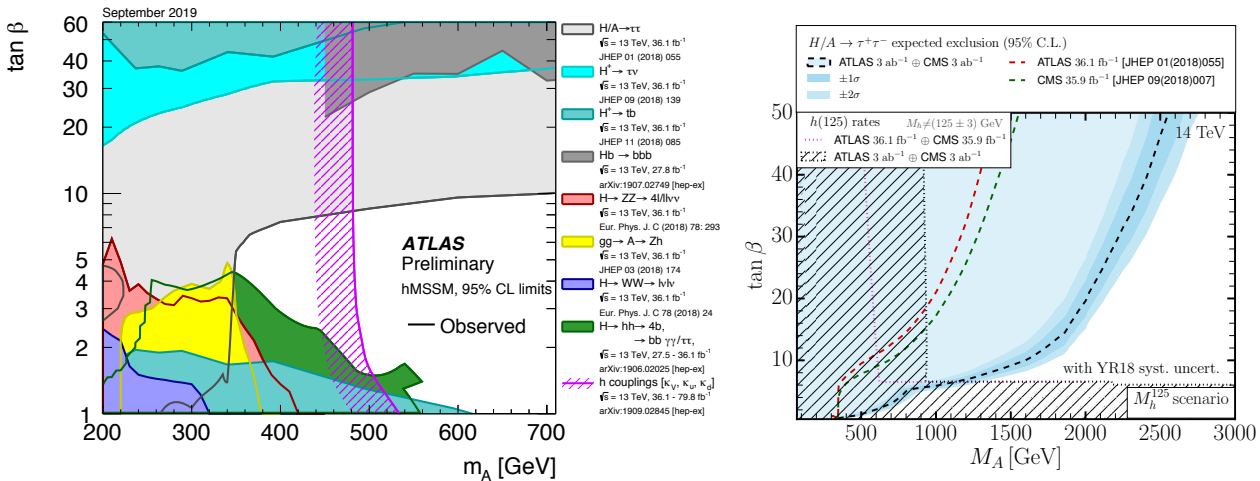 September 2019
tan β
60
50
40
30
20
10
5
4
3
2
1
200
300
400
500
600
700
m_A [GeV]
ATLAS
Preliminary
hMSSM, 95% CL limits
Observed
H/A→ττ
√s = 13 TeV, 36.1 fb⁻¹
JHEP 01 (2018) 055
H⁺→ τν
√s = 13 TeV, 36.1 fb⁻¹
JHEP 09 (2018) 139
H⁺→ tb
√s = 13 TeV, 36.1 fb⁻¹
JHEP 11 (2018) 085
Hb → bbb
√s = 13 TeV, 27.8 fb⁻¹
arXiv:1907.02749 [hep-ex]
H→ ZZ→ 4l/llνν
√s = 13 TeV, 36.1 fb⁻¹
Eur. Phys. J. C (2018) 78: 293
gg→ A→ Zh
√s = 13 TeV, 36.1 fb⁻¹
JHEP 03 (2018) 174
H→ WW→ lνlν
√s = 13 TeV, 36.1 fb⁻¹
Eur. Phys. J. C 78 (2018) 24
H→ hh→ 4b,
→ bb γγ/ττ,
√s = 13 TeV, 27.5 - 36.1 fb⁻¹
arXiv:1906.02025 [hep-ex]
h couplings [κ_V, κ_u, κ_d]
√s = 13 TeV, 36.1 - 79.8 fb⁻¹
arXiv:1909.02845 [hep-ex]
H/A → τ⁺τ⁻ expected exclusion (95% C.L.)
ATLAS 3 ab⁻¹ ⊕ CMS 3 ab⁻¹
±1σ
±2σ
ATLAS 36.1 fb⁻¹ [JHEP 01(2018)055]
CMS 35.9 fb⁻¹ [JHEP 09(2018)007]
h(125) rates
M_h≠(125 ± 3) GeV
ATLAS 36.1 fb⁻¹ ⊕ CMS 35.9 fb⁻¹
ATLAS 3 ab⁻¹ ⊕ CMS 3 ab⁻¹
14 TeV
tan β
50
40
30
20
10
with YR18 syst. uncert.
M_h^125 scenario
500
1000
1500
2000
2500
3000
M_A [GeV]